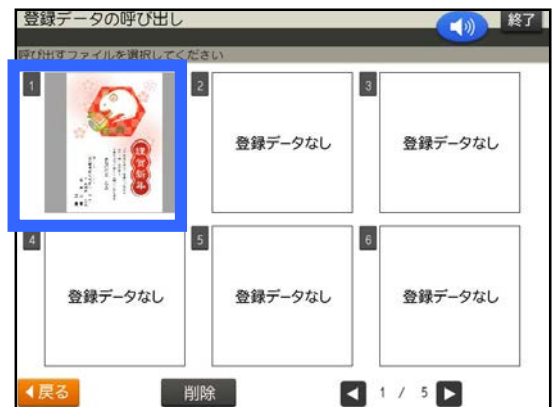 登録データの呼び出し
終了
呼び出すファイルを選択してください
1
謹賀新年
2
登録データなし
3
登録データなし
4
登録データなし
5
登録データなし
6
登録データなし
戻る
削除
1 / 5